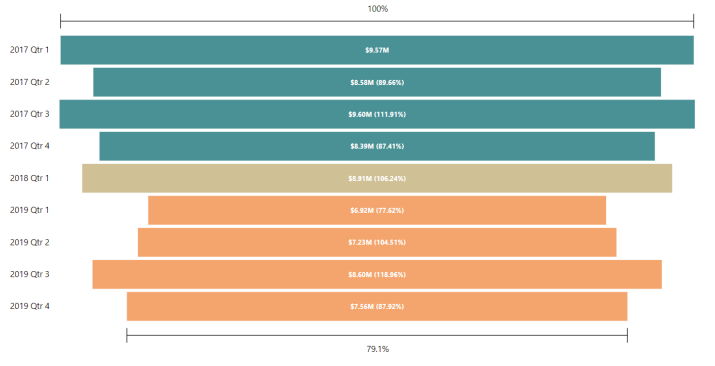 100%
2017 Qtr 1 $9.57M
2017 Qtr 2 $8.58M (89.66%)
2017 Qtr 3 $9.60M (111.91%)
2017 Qtr 4 $8.39M (87.41%)
2018 Qtr 1 $8.91M (106.24%)
2019 Qtr 1 $6.92M (77.62%)
2019 Qtr 2 $7.23M (104.51%)
2019 Qtr 3 $8.60M (118.96%)
2019 Qtr 4 $7.56M (87.92%)
79.1%